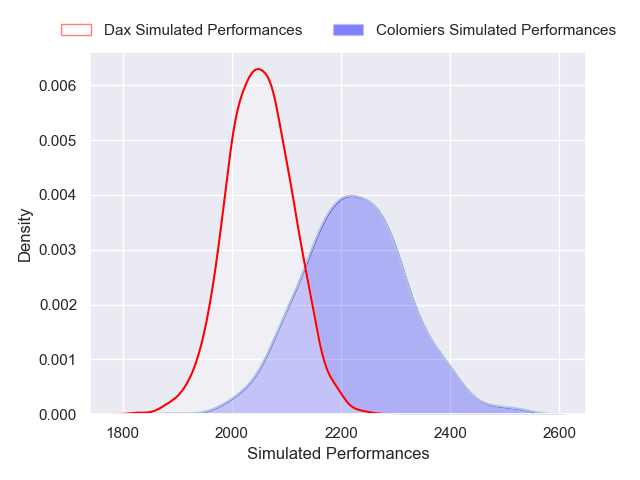 Dax Simulated Performances
Colomiers Simulated Performances
0.006
0.005
0.004
0.003
0.002
0.001
0.000
Density
1800 2000 2200 2400 2600
Simulated Performances